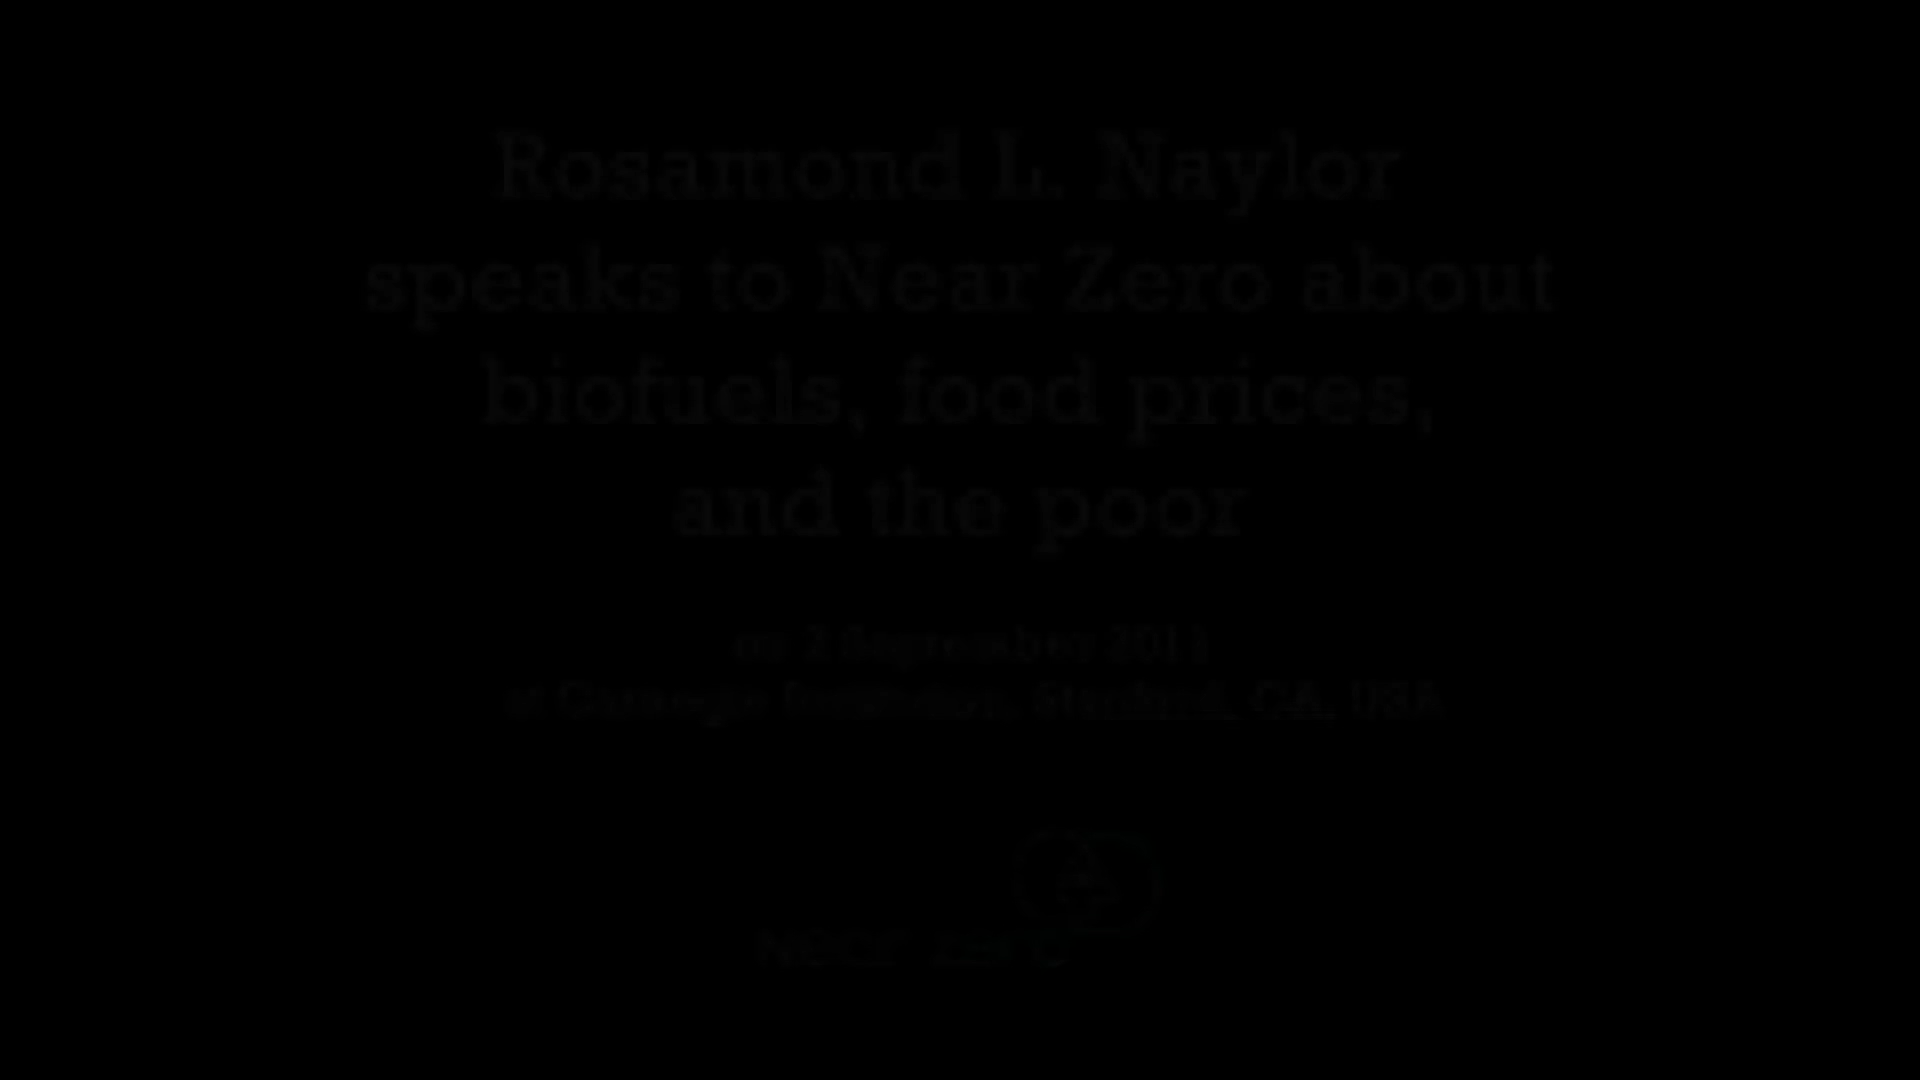 Rosamond L. Naylor
speaks to Near Zero about
biofuels, food prices,
and the poor
on 2 September 2011
at Carnegie Institution, Stanford, CA, USA
near zero